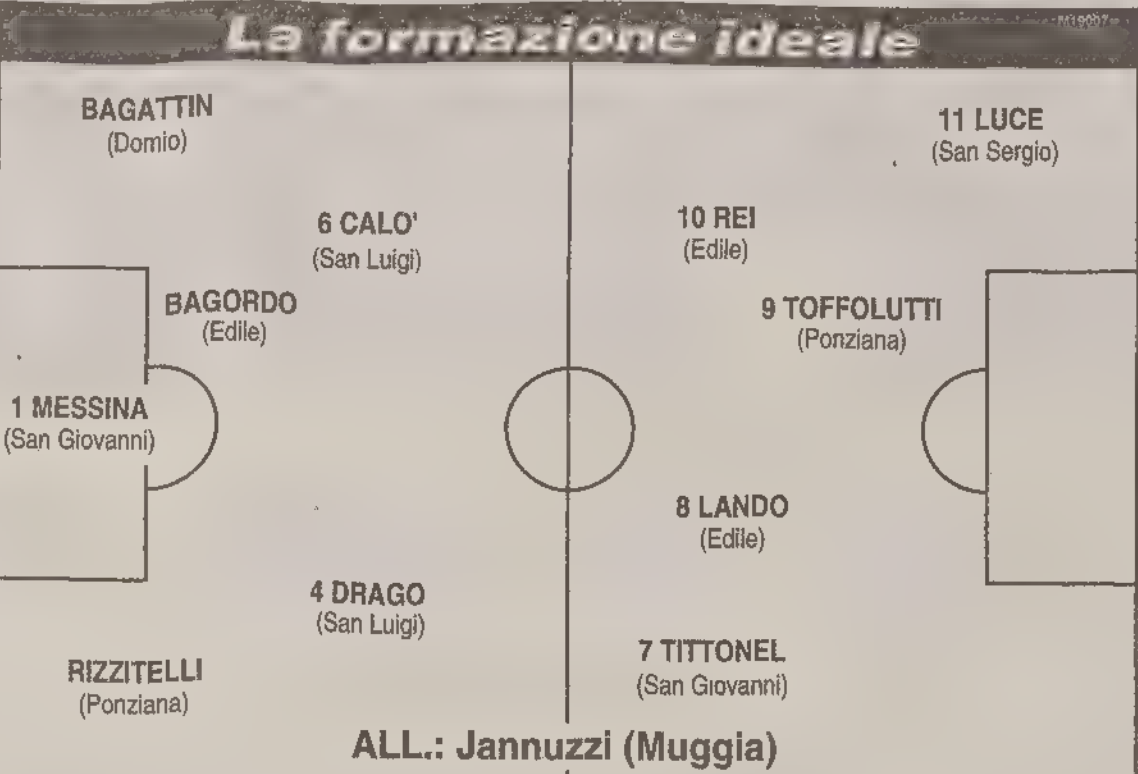 La formazione ideale
BAGATTIN
(Domio)
11 LUCE
(San Sergio)
6 CALO'
(San Luigi)
10 REI
(Edile)
BAGORDO
(Edile)
9 TOFFOLUTTI
(Ponziana)
1 MESSINA
(San Giovanni)
8 LANDO
(Edile)
4 DRAGO
(San Luigi)
7 TITTONEL
(San Giovanni)
RIZZITELLI
(Ponziana)
ALL.: Jannuzzi (Muggia)